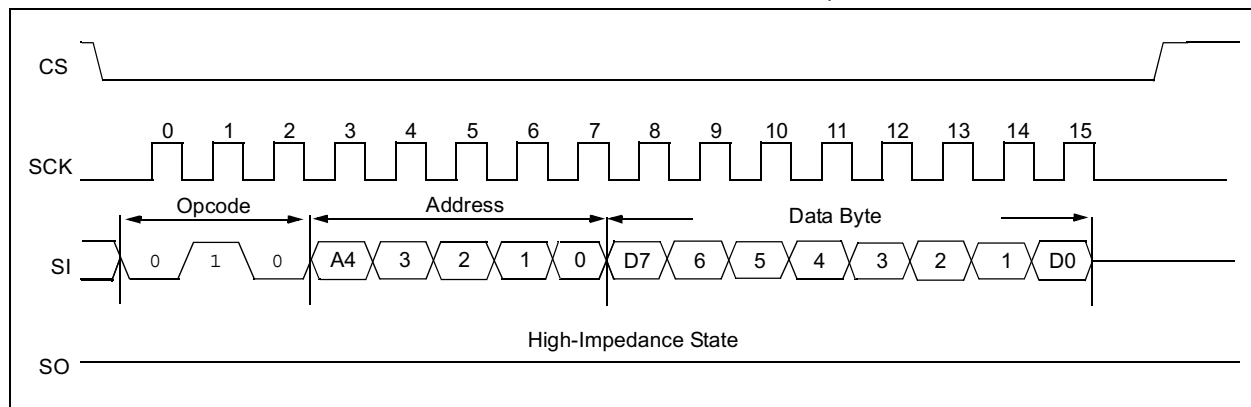 CS
0 1 2 3 4 5 6 7 8 9 10 11 12 13 14 15
SCK
Opcode Address Data Byte
SI 0 1 0 A4 3 2 1 0 D7 6 5 4 3 2 1 D0
High-Impedance State
SO